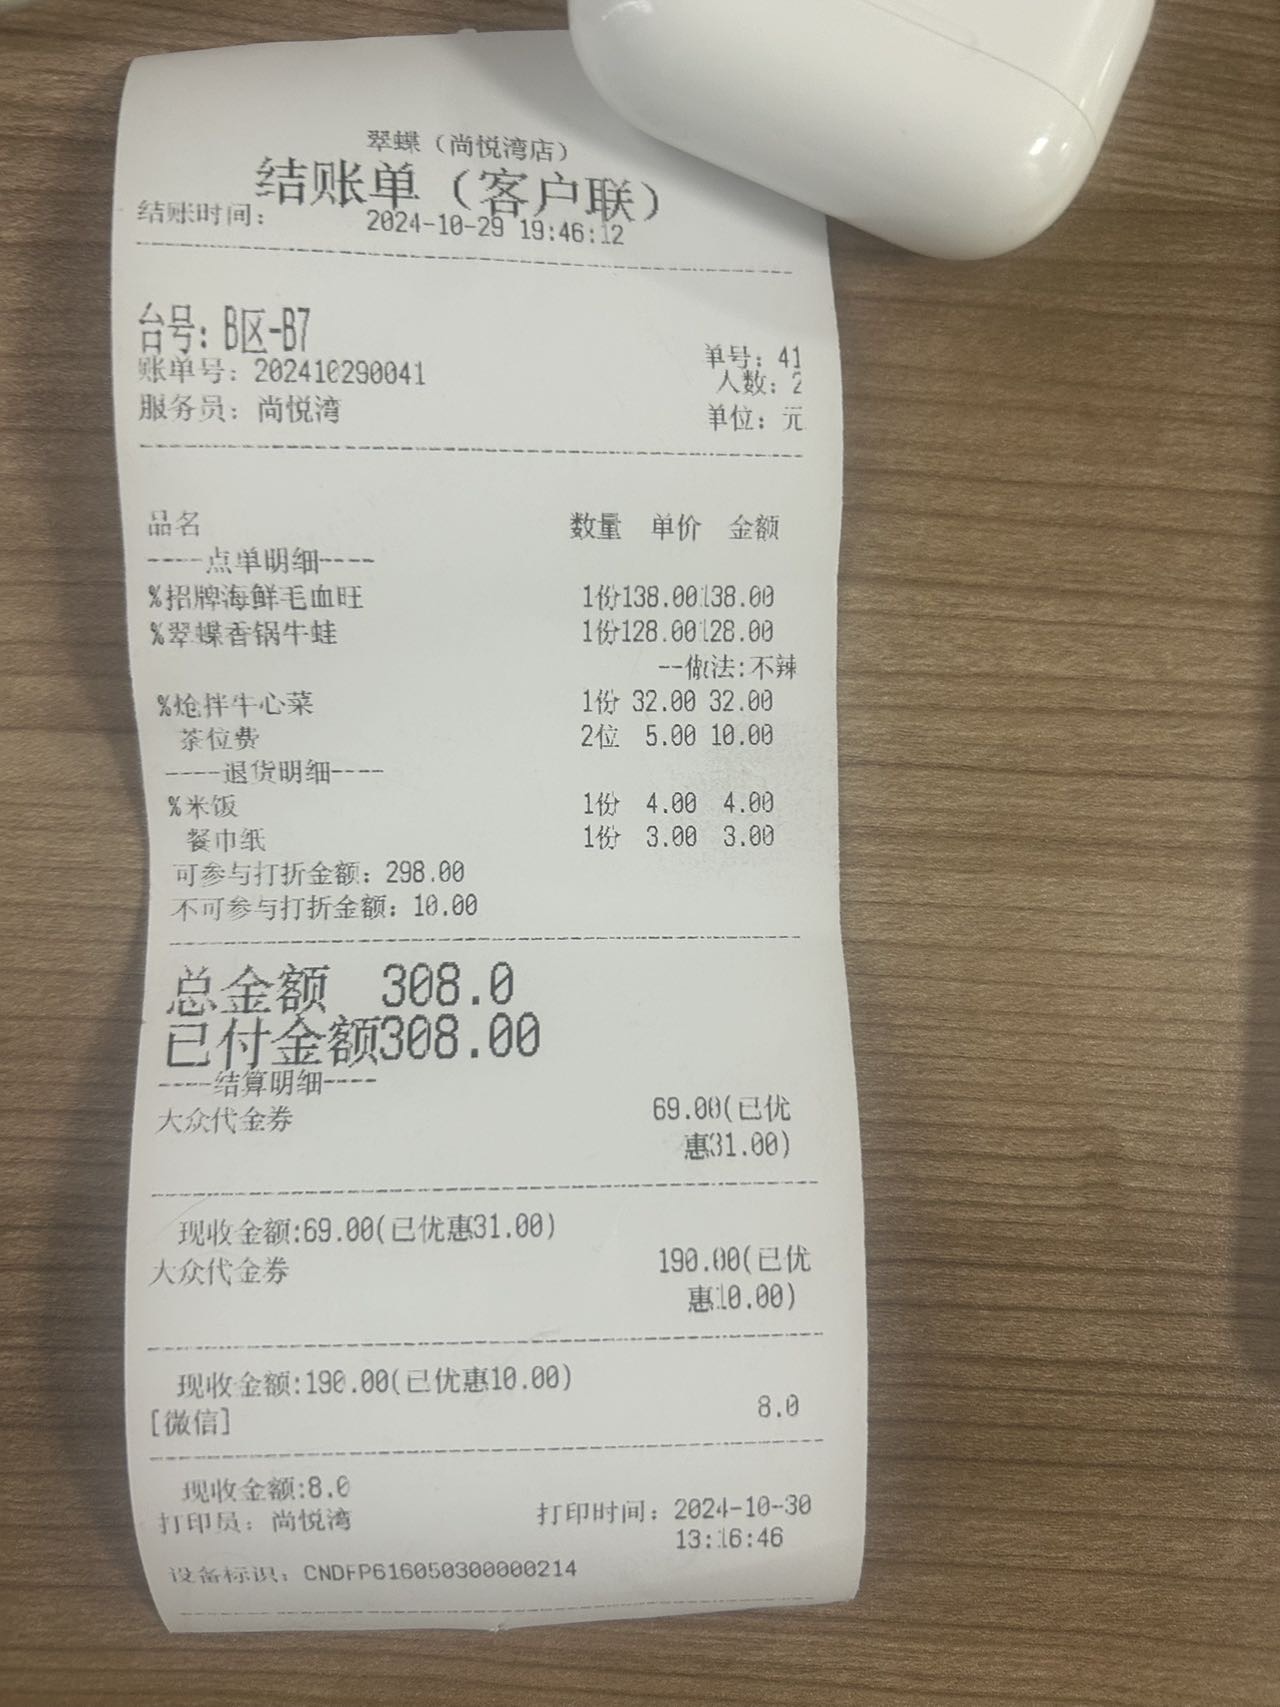 翠蝶（尚悦湾店）
结账单（客户联）
结账时间： 2024-10-29 19:46:12
台号：B区-B7
单号：41
账单号：202410290041
人数：2
服务员：尚悦湾
单位：元
品名 数量 单价 金额
----点单明细----
%招牌海鲜毛血旺 1份138.00138.00
%翠蝶香锅牛蛙 1份128.00128.00
--做法:不辣
%炝拌牛心菜 1份 32.00 32.00
茶位费 2位 5.00 10.00
----退货明细----
%米饭 1份 4.00 4.00
餐巾纸 1份 3.00 3.00
可参与打折金额：298.00
不可参与打折金额：10.00
总金额 308.0
已付金额308.00
----结算明细----
大众代金券 69.00(已优
惠31.00)
现收金额:69.00(已优惠31.00)
大众代金券 190.00(已优
惠10.00)
现收金额:190.00(已优惠10.00)
[微信] 8.0
现收金额:8.0
打印员：尚悦湾 打印时间：2024-10-30
13:16:46
设备标识：CNDFP616050300000214